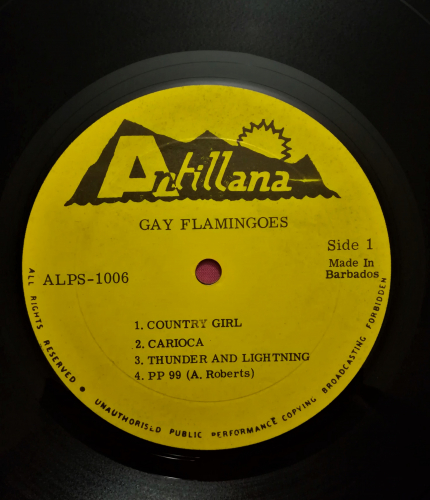 Antillana
GAY FLAMINGOES
Side 1
Made In
Barbados
ALPS-1006
1. COUNTRY GIRL
2. CARIOCA
3. THUNDER AND LIGHTNING
4. PP 99 (A. Roberts)
ALL RIGHTS RESERVED ● UNAUTHORISED PUBLIC PERFORMANCE COPYING BROADCASTING FORBIDDEN